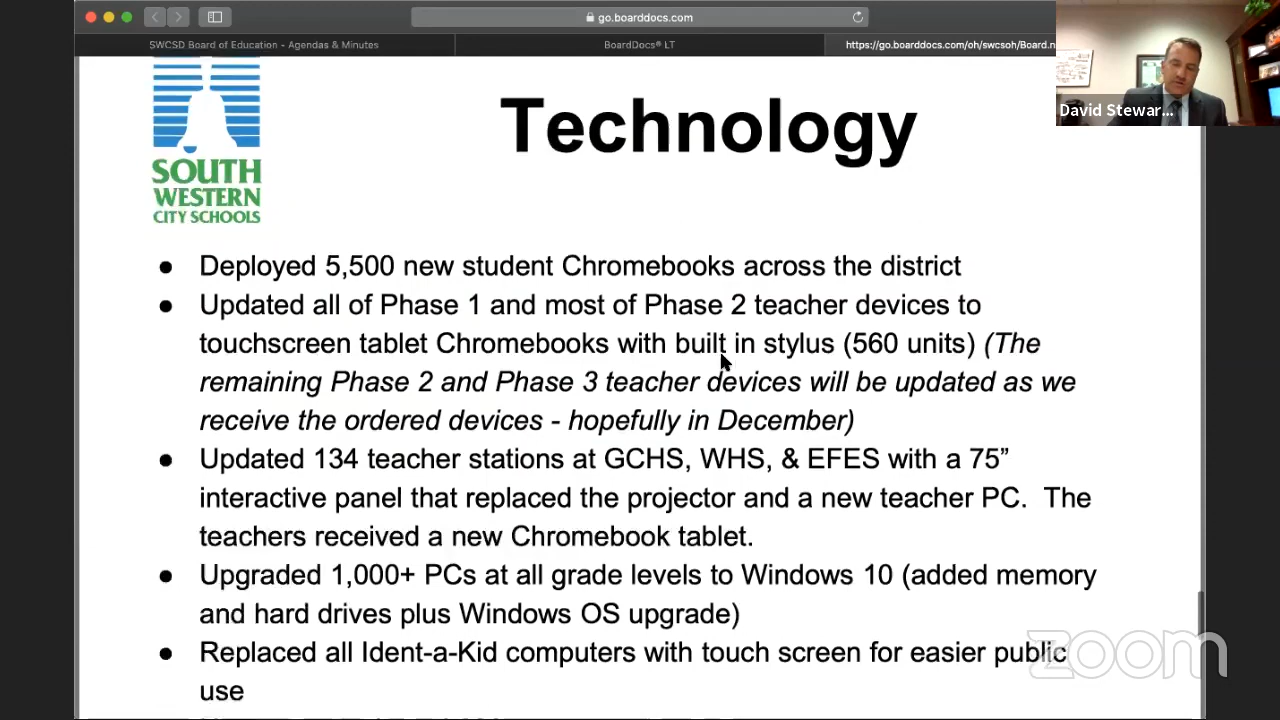 go.boarddocs.com
SWCSD Board of Education - Agendas & Minutes
BoardDocs® LT
https://go.boarddocs.com/oh/swcsoh/Board.n
David Stewar...
Technology
SOUTH
WESTERN
CITY SCHOOLS
● Deployed 5,500 new student Chromebooks across the district
● Updated all of Phase 1 and most of Phase 2 teacher devices to
touchscreen tablet Chromebooks with built in stylus (560 units) (The
remaining Phase 2 and Phase 3 teacher devices will be updated as we
receive the ordered devices - hopefully in December)
● Updated 134 teacher stations at GCHS, WHS, & EFES with a 75”
interactive panel that replaced the projector and a new teacher PC. The
teachers received a new Chromebook tablet.
● Upgraded 1,000+ PCs at all grade levels to Windows 10 (added memory
and hard drives plus Windows OS upgrade)
● Replaced all Ident-a-Kid computers with touch screen for easier public
use
zoom